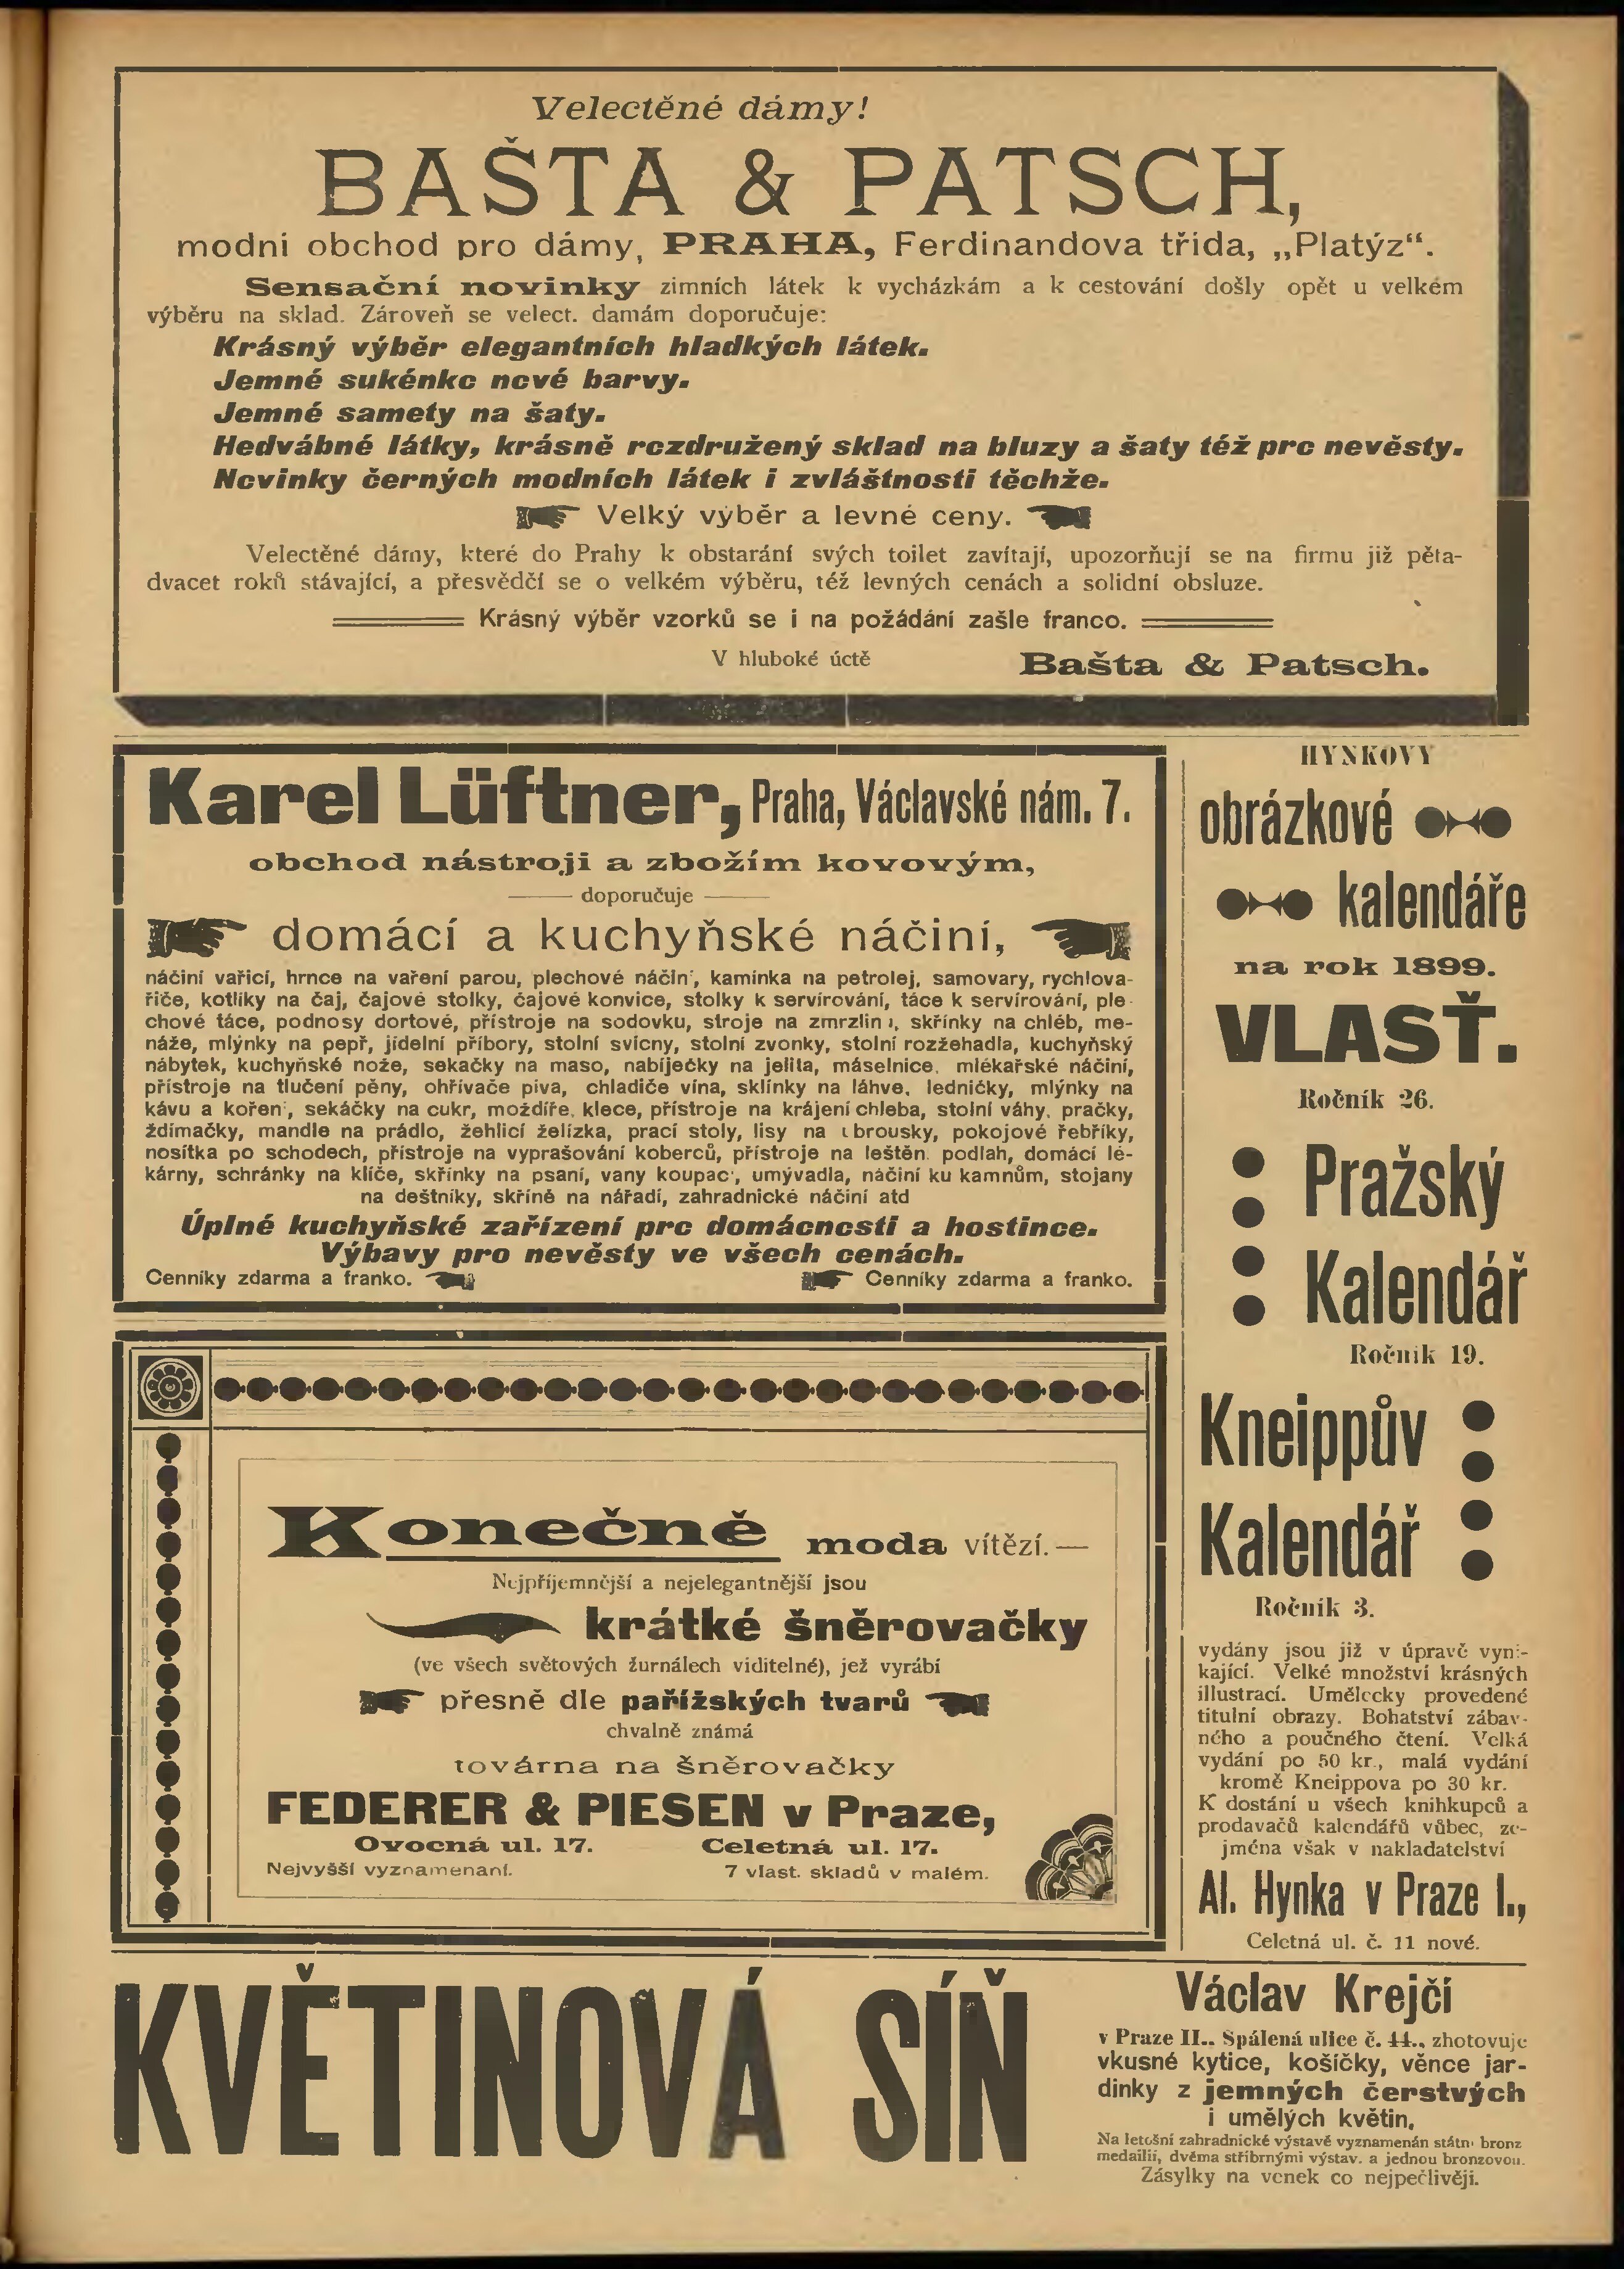 Velectěné dámy!
BAŠTA & PATSCH,
modní obchod pro dámy, PRAHA, Ferdinandova třída, „Platýz“.
Sensační novinky zimních látek k vycházkám a k cestování došly opět u velkém
výběru na sklad. Zároveň se velect. damám doporučuje:
Krásný výběr elegantních hladkých látek.
Jemné sukénko nové barvy.
Jemné samety na šaty.
Hedvábné látky, krásně rozdružený sklad na bluzy a šaty též pro nevěsty.
Novinky černých modních látek i zvláštnosti těchže.
Velký výběr a levné ceny.
Velectěné dámy, které do Prahy k obstarání svých toilet zavítají, upozorňují se na firmu již pěta-
dvacet roků stávající, a přesvědčí se o velkém výběru, též levných cenách a solidní obsluze.
Krásný výběr vzorků se i na požádání zašle franco.
V hluboké úctě Bašta & Patsch.
Karel Lüftner, Praha, Václavské nám. 7.
obchod nástroji a zbožím kovovým,
doporučuje
domácí a kuchyňské náčiní,
náčiní vařicí, hrnce na vaření parou, plechové náčin, kamínka na petrolej, samovary, rychlova-
řiče, kotlíky na čaj, čajové stolky, čajové konvice, stolky k servírování, táce k servírování, ple-
chové táce, podnosy dortové, přístroje na sodovku, stroje na zmrzlin, skřínky na chléb, me-
náže, mlýnky na pepř, jídelní příbory, stolní svícny, stolní zvonky, stolní rozžehadla, kuchyňský
nábytek, kuchyňské nože, sekačky na maso, nabíječky na jelita, máselnice, mlékařské náčiní,
přístroje na tlučení pěny, ohřívače piva, chladiče vína, sklínky na láhve, ledničky, mlýnky na
kávu a koření, sekáčky na cukr, moždíře, klece, přístroje na krájení chleba, stolní váhy, pračky,
ždímačky, mandle na prádlo, žehlicí želízka, prací stoly, lisy na ubrousky, pokojové řebříky,
nosítka po schodech, přístroje na vyprašování koberců, přístroje na leštěn podlah, domácí lé-
kárny, schránky na klíče, skřínky na psaní, vany koupací, umývadla, náčiní ku kamnům, stojany
na deštníky, skříně na nářadí, zahradnické náčiní atd
Úplné kuchyňské zařízení pro domácnosti a hostince.
Výbavy pro nevěsty ve všech cenách.
Cenníky zdarma a franko. Cenníky zdarma a franko.
Konečně moda vítězí.—
Nejpříjemnější a nejelegantnější jsou
krátké šněrovačky
(ve všech světových žurnálech viditelné), jež vyrábí
přesně dle pařížských tvarů
chvalně známá
továrna na šněrovačky
FEDERER & PIESEN v Praze,
Ovocná ul. 17. Celetná ul. 17.
Nejvyšší vyznamenaní. 7 vlast. skladů v malém.
HYNKOVY
obrázkové
kalendáře
na rok 1899.
VLASŤ.
Ročník 26.
Pražský
Kalendář
Ročník 19.
Kneippův
Kalendář
Ročník 3.
vydány jsou již v úpravě vyni-
kající. Velké množství krásných
illustrací. Umělecky provedené
titulní obrazy. Bohatství zábav-
ného a poučného čtení. Velká
vydání po 50 kr., malá vydání
kromě Kneippova po 30 kr.
K dostání u všech knihkupců a
prodavačů kalendářů vůbec, ze-
jména však v nakladatelství
Al. Hynka v Praze I.,
Celetná ul. č. 11 nové.
KVĚTINOVÁ SÍŇ
Václav Krejčí
v Praze II., Spálená ulice č. 44., zhotovuje
vkusné kytice, košíčky, věnce jar-
dinky z jemných čerstvých
i umělých květin.
Na letošní zahradnické výstavě vyznamenán státn bronz
medailií, dvěma stříbrnými výstav. a jednou bronzovou.
Zásylky na venek co nejpečlivěji.